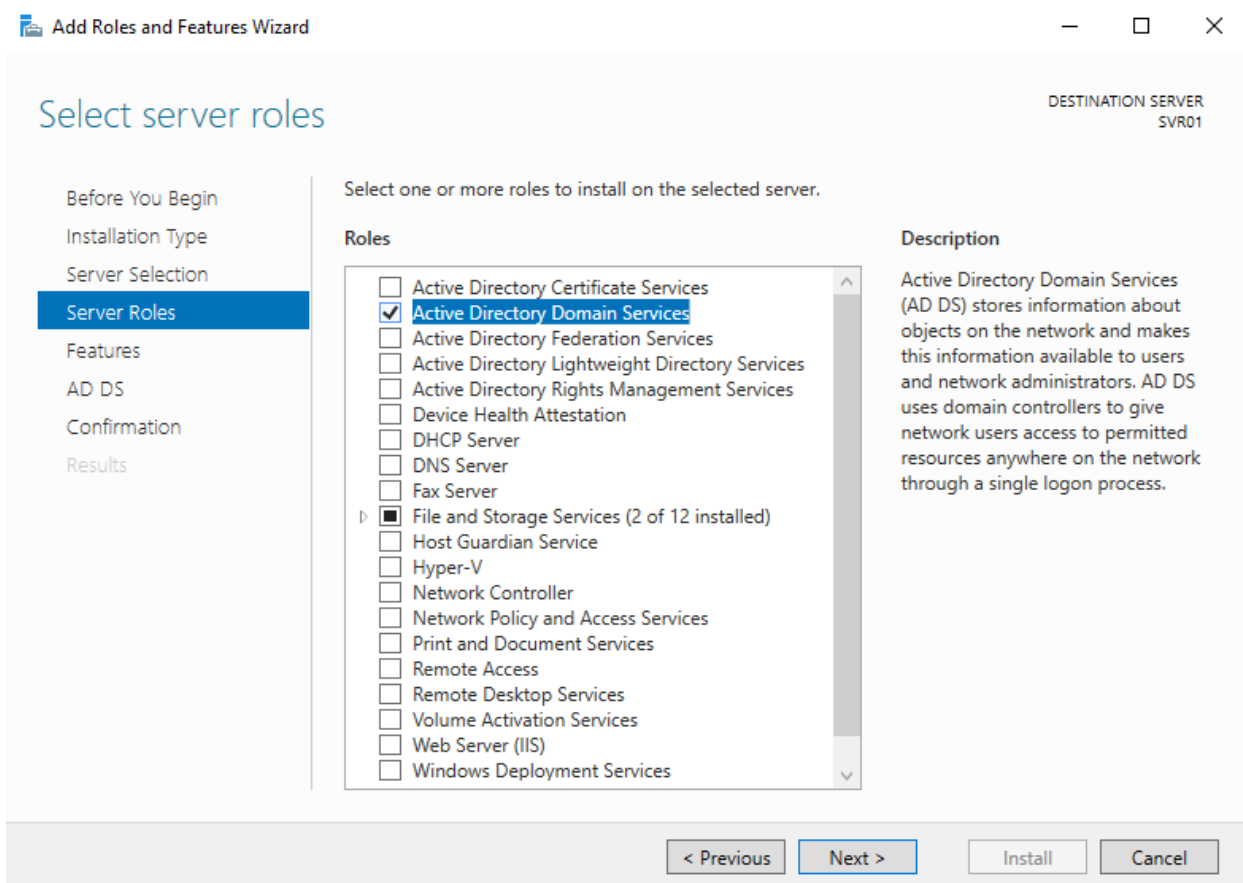 Add Roles and Features Wizard
Select server roles
DESTINATION SERVER
SVR01
Before You Begin
Installation Type
Server Selection
Server Roles
Features
AD DS
Confirmation
Results
Select one or more roles to install on the selected server.
Roles
Active Directory Certificate Services
Active Directory Domain Services
Active Directory Federation Services
Active Directory Lightweight Directory Services
Active Directory Rights Management Services
Device Health Attestation
DHCP Server
DNS Server
Fax Server
File and Storage Services (2 of 12 installed)
Host Guardian Service
Hyper-V
Network Controller
Network Policy and Access Services
Print and Document Services
Remote Access
Remote Desktop Services
Volume Activation Services
Web Server (IIS)
Windows Deployment Services
Description
Active Directory Domain Services
(AD DS) stores information about
objects on the network and makes
this information available to users
and network administrators. AD DS
uses domain controllers to give
network users access to permitted
resources anywhere on the network
through a single logon process.
< Previous
Next >
Install
Cancel